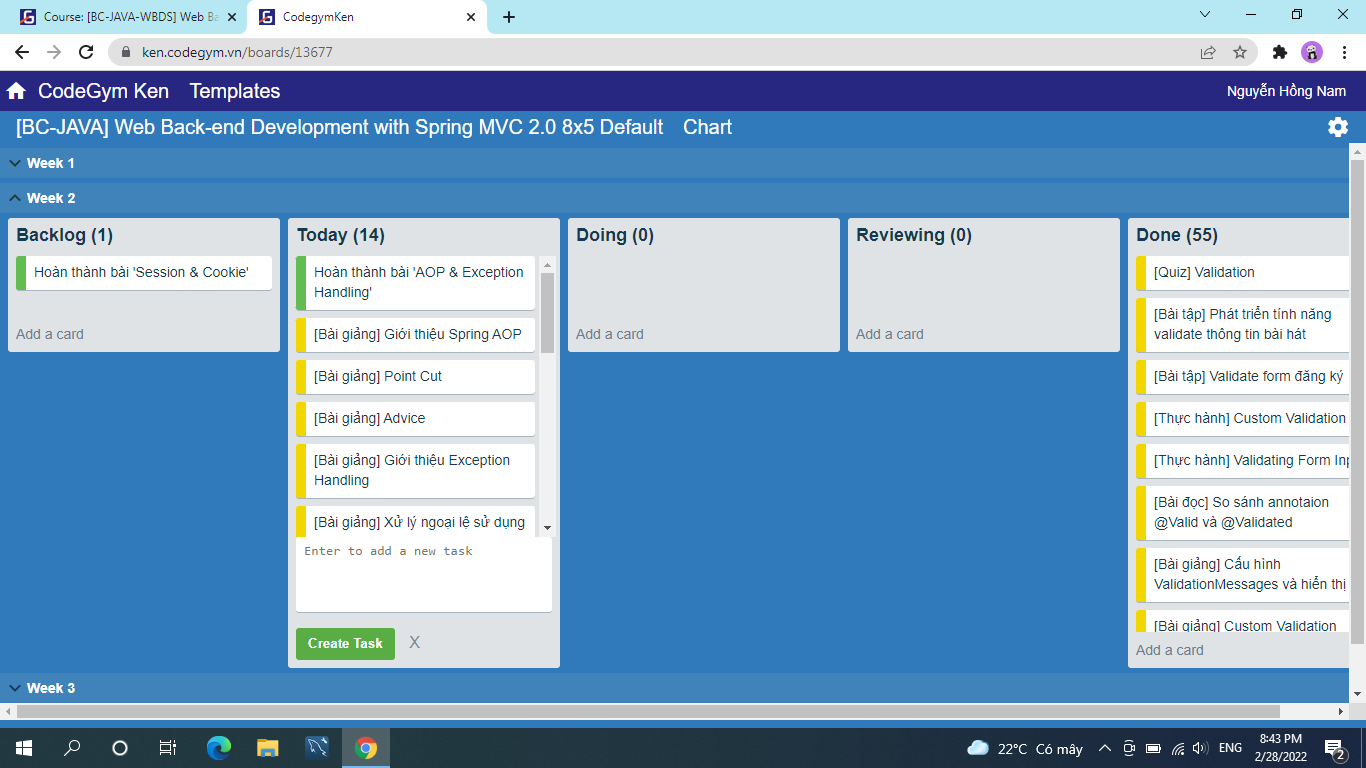 Course: [BC-JAVA-WBDS] Web Ba
CodegymKen
ken.codegym.vn/boards/13677
CodeGym Ken Templates Nguyễn Hồng Nam
[BC-JAVA] Web Back-end Development with Spring MVC 2.0 8x5 Default Chart
Week 1
Week 2
Backlog (1)
Hoàn thành bài 'Session & Cookie'
Add a card
Today (14)
Hoàn thành bài 'AOP & Exception
Handling'
[Bài giảng] Giới thiệu Spring AOP
[Bài giảng] Point Cut
[Bài giảng] Advice
[Bài giảng] Giới thiệu Exception
Handling
[Bài giảng] Xử lý ngoại lệ sử dụng
Enter to add a new task
Create Task X
Doing (0)
Add a card
Reviewing (0)
Add a card
Done (55)
[Quiz] Validation
[Bài tập] Phát triển tính năng
validate thông tin bài hát
[Bài tập] Validate form đăng ký
[Thực hành] Custom Validation
[Thực hành] Validating Form Inp
[Bài đọc] So sánh annotaion
@Valid và @Validated
[Bài giảng] Cấu hình
ValidationMessages và hiển thị
[Bài giảng] Custom Validation
Add a card
Week 3
22°C Có mây
ENG
8:43 PM
2/28/2022
2